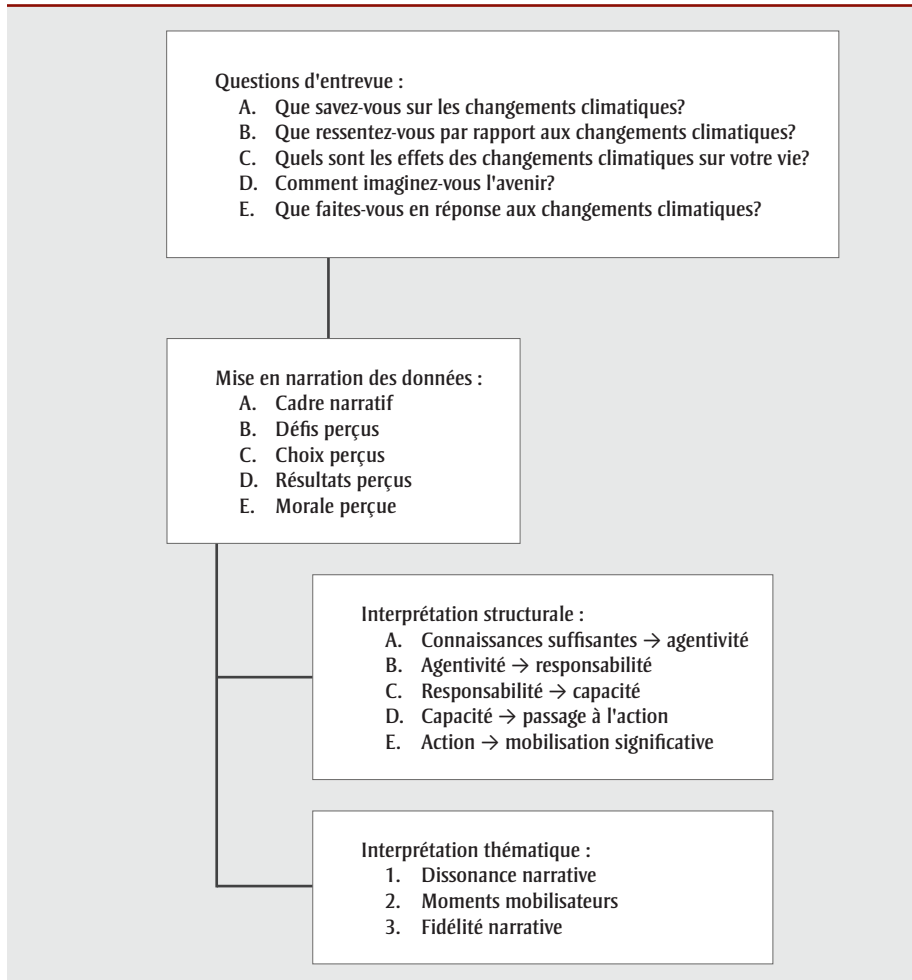 Questions d'entrevue :
A. Que savez-vous sur les changements climatiques?
B. Que ressentez-vous par rapport aux changements climatiques?
C. Quels sont les effets des changements climatiques sur votre vie?
D. Comment imaginez-vous l'avenir?
E. Que faites-vous en réponse aux changements climatiques?
Mise en narration des données :
A. Cadre narratif
B. Défis perçus
C. Choix perçus
D. Résultats perçus
E. Morale perçue
Interprétation structurale :
A. Connaissances suffisantes → agentivité
B. Agentivité → responsabilité
C. Responsabilité → capacité
D. Capacité → passage à l'action
E. Action → mobilisation significative
Interprétation thématique :
1. Dissonance narrative
2. Moments mobilisateurs
3. Fidélité narrative